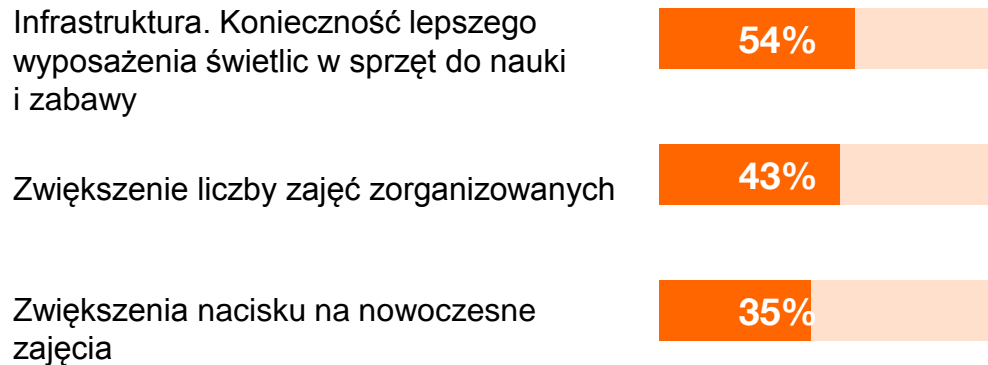 Infrastruktura. Konieczność lepszego
wyposażenia świetlic w sprzęt do nauki
i zabawy
54%
Zwiększenie liczby zajęć zorganizowanych
43%
Zwiększenia nacisku na nowoczesne
zajęcia
35%